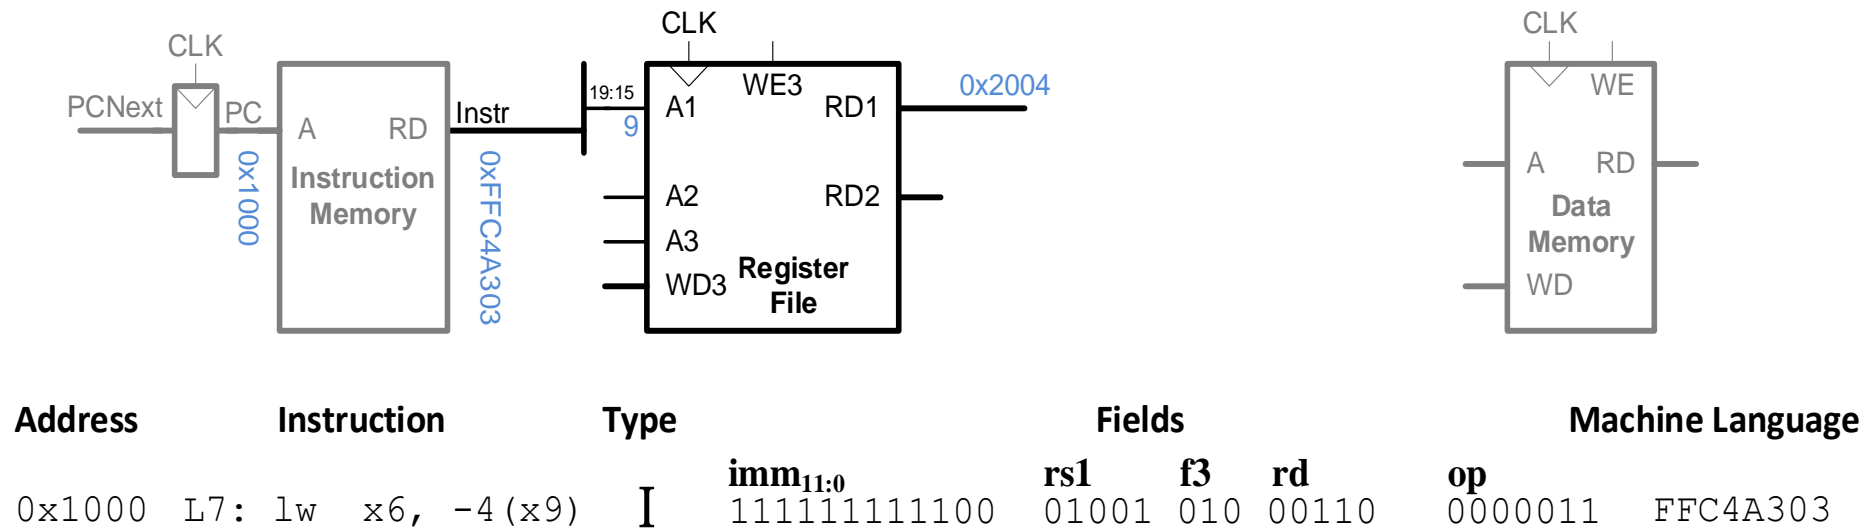 CLK
CLK
CLK
PCNext
PC
A
RD
Instruction
Memory
0x1000
Instr
0xFFC4A303
19:15
9
A1
WE3
RD1
0x2004
A2
RD2
A3
WD3
Register
File
WE
A
RD
Data
Memory
WD
Address Instruction Type Fields Machine Language
imm11:0 rs1 f3 rd op
0x1000 L7: lw x6, -4(x9) I 111111111100 01001 010 00110 0000011 FFC4A303